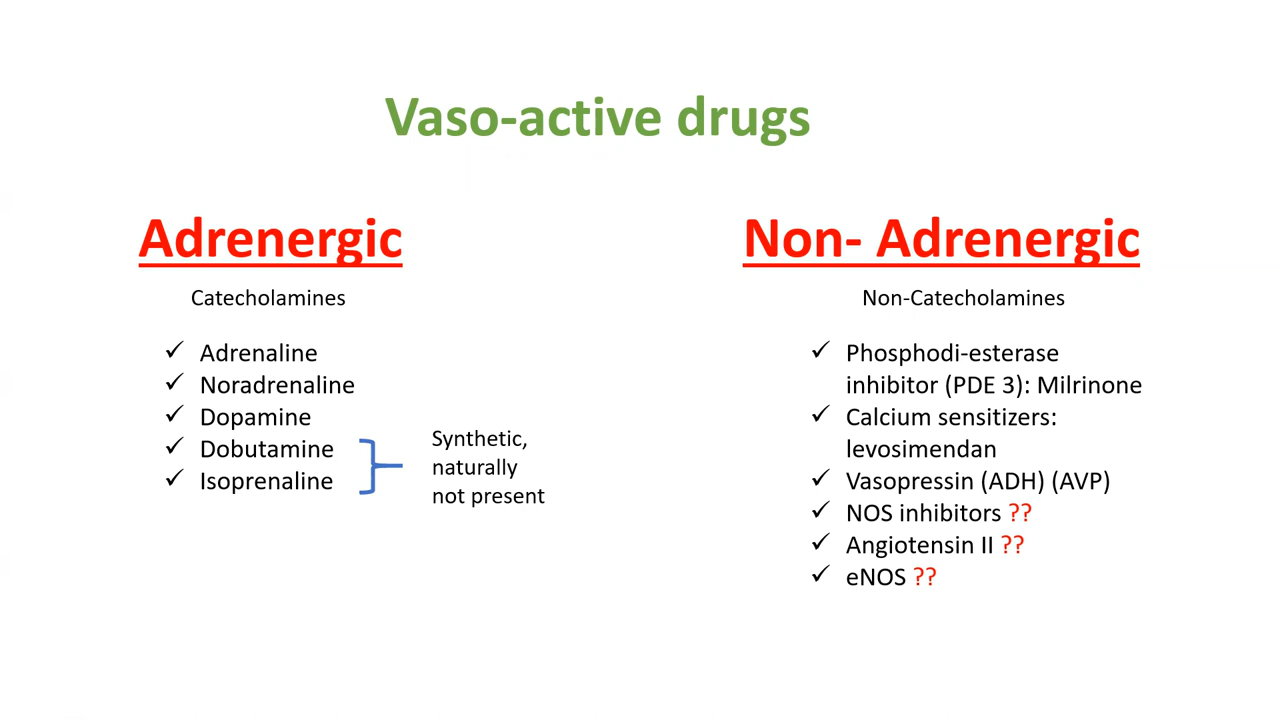 Vaso-active drugs
Adrenergic
Catecholamines
✓ Adrenaline
✓ Noradrenaline
✓ Dopamine
✓ Dobutamine
✓ Isoprenaline
Synthetic,
naturally
not present
Non- Adrenergic
Non-Catecholamines
✓ Phosphodi-esterase
inhibitor (PDE 3): Milrinone
✓ Calcium sensitizers:
levosimendan
✓ Vasopressin (ADH) (AVP)
✓ NOS inhibitors ??
✓ Angiotensin II ??
✓ eNOS ??